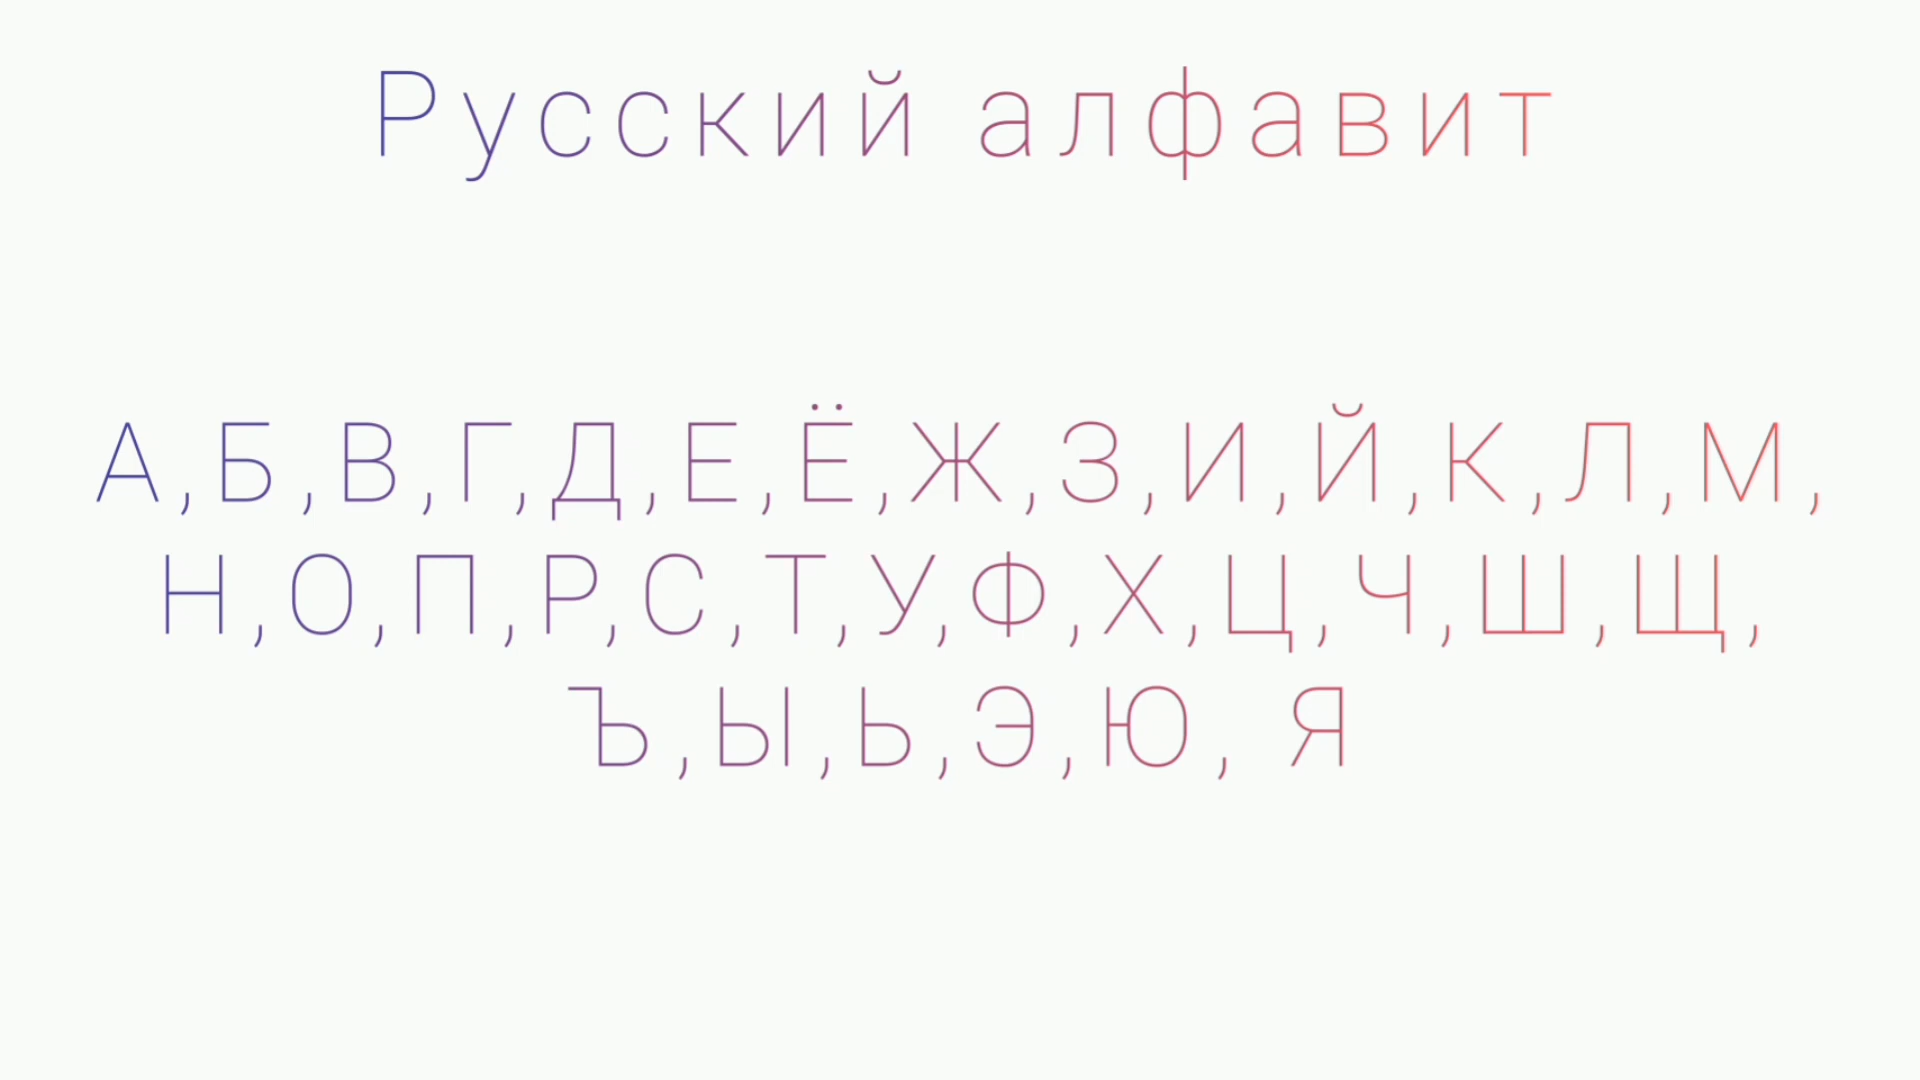 Русский алфавит
А,Б,В,Г,Д,Е,Ё,Ж,З,И,Й,К,Л,М,
Н,О,П,Р,С,Т,У,Ф,Х,Ц,Ч,Ш,Щ,
Ъ,Ы,Ь,Э,Ю, Я